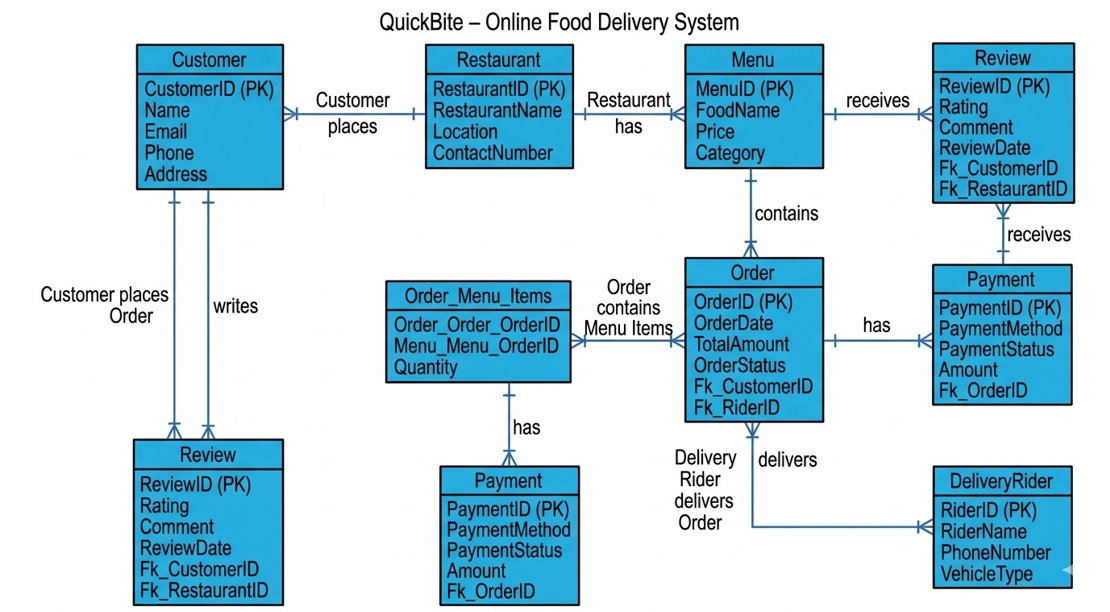 QuickBite – Online Food Delivery System
Customer
CustomerID (PK)
Name
Email
Phone
Address
Customer
places
Restaurant
RestaurantID (PK)
RestaurantName
Location
ContactNumber
Restaurant
has
Menu
MenuID (PK)
FoodName
Price
Category
receives
Review
ReviewID (PK)
Rating
Comment
ReviewDate
Fk_CustomerID
Fk_RestaurantID
contains
receives
Customer places
Order
writes
Order_Menu_Items
Order_Order_OrderID
Menu_Menu_OrderID
Quantity
Order
contains
Menu Items
Order
OrderID (PK)
OrderDate
TotalAmount
OrderStatus
Fk_CustomerID
Fk_RiderID
has
Payment
PaymentID (PK)
PaymentMethod
PaymentStatus
Amount
Fk_OrderID
has
Review
ReviewID (PK)
Rating
Comment
ReviewDate
Fk_CustomerID
Fk_RestaurantID
Payment
PaymentID (PK)
PaymentMethod
PaymentStatus
Amount
Fk_OrderID
Delivery
Rider
delivers
Order
delivers
DeliveryRider
RiderID (PK)
RiderName
PhoneNumber
VehicleType